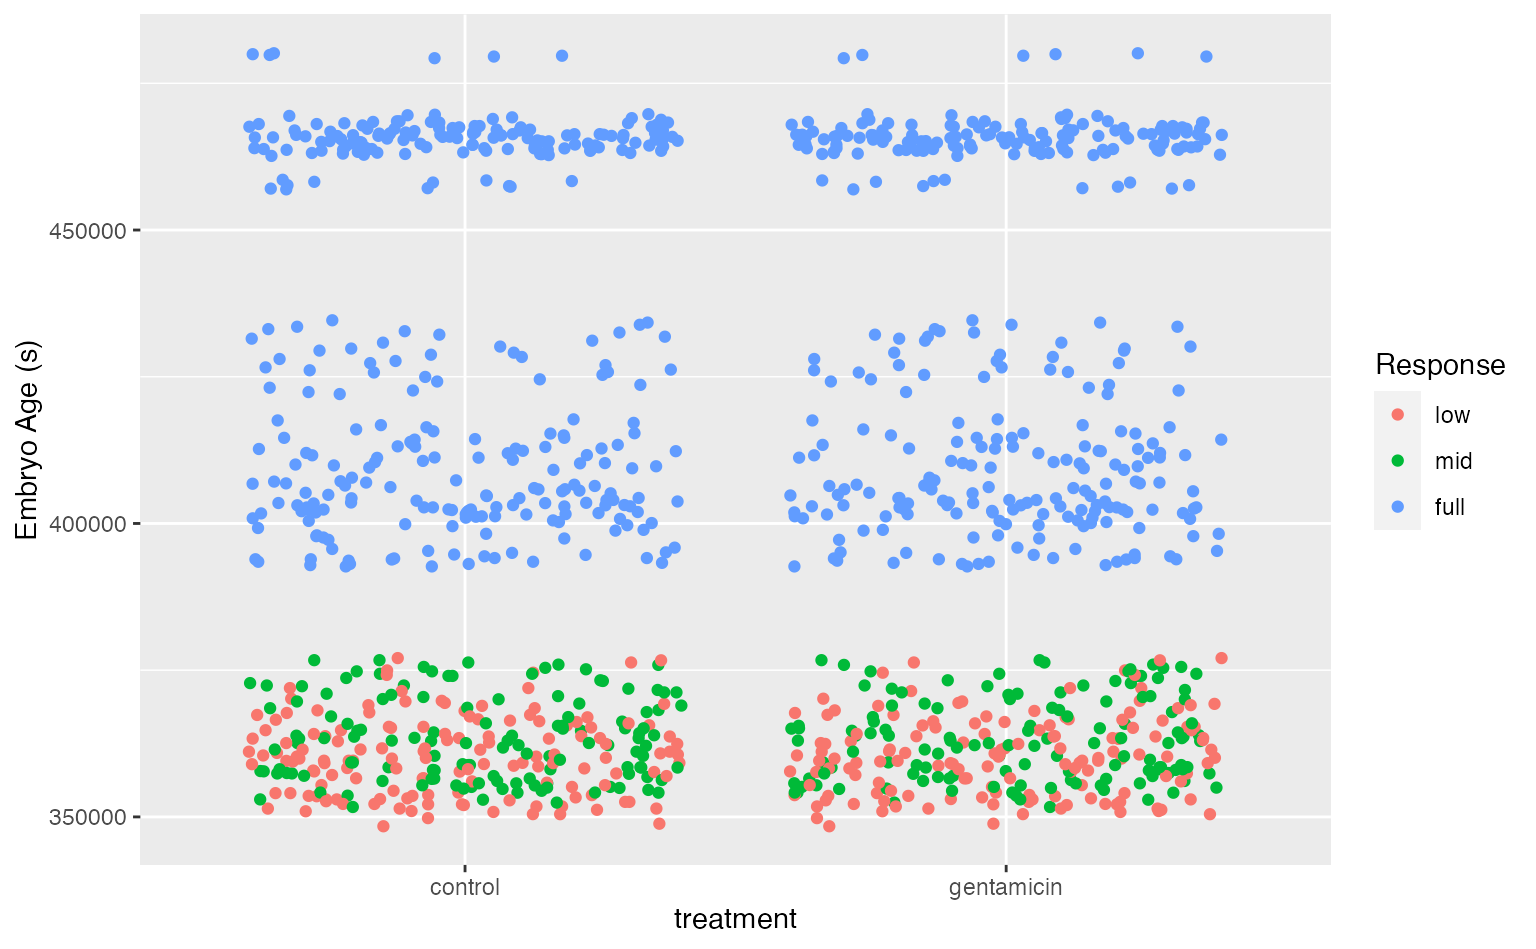 Embryo Age (s)
450000
400000
350000
control
gentamicin
treatment
Response
low
mid
full